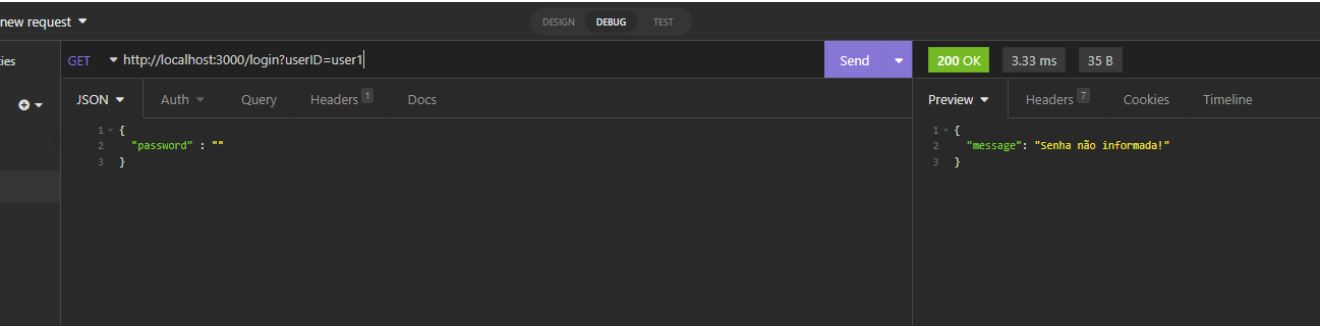 new request
DESIGN DEBUG TEST
ies
GET http://localhost:3000/login?userID=user1 Send 200 OK 3.33 ms 35 B
JSON Auth Query Headers 1 Docs Preview Headers 7 Cookies Timeline
1 {
2 "password" : ""
3 }
1 {
2 "message": "Senha não informada!"
3 }